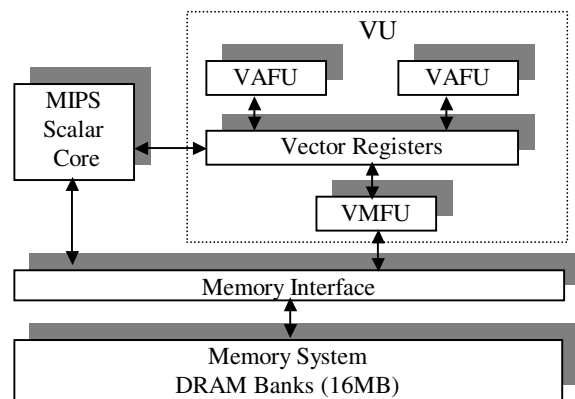 VU
VAFU
VAFU
MIPS
Scalar
Core
Vector Registers
VMFU
Memory Interface
Memory System
DRAM Banks (16MB)